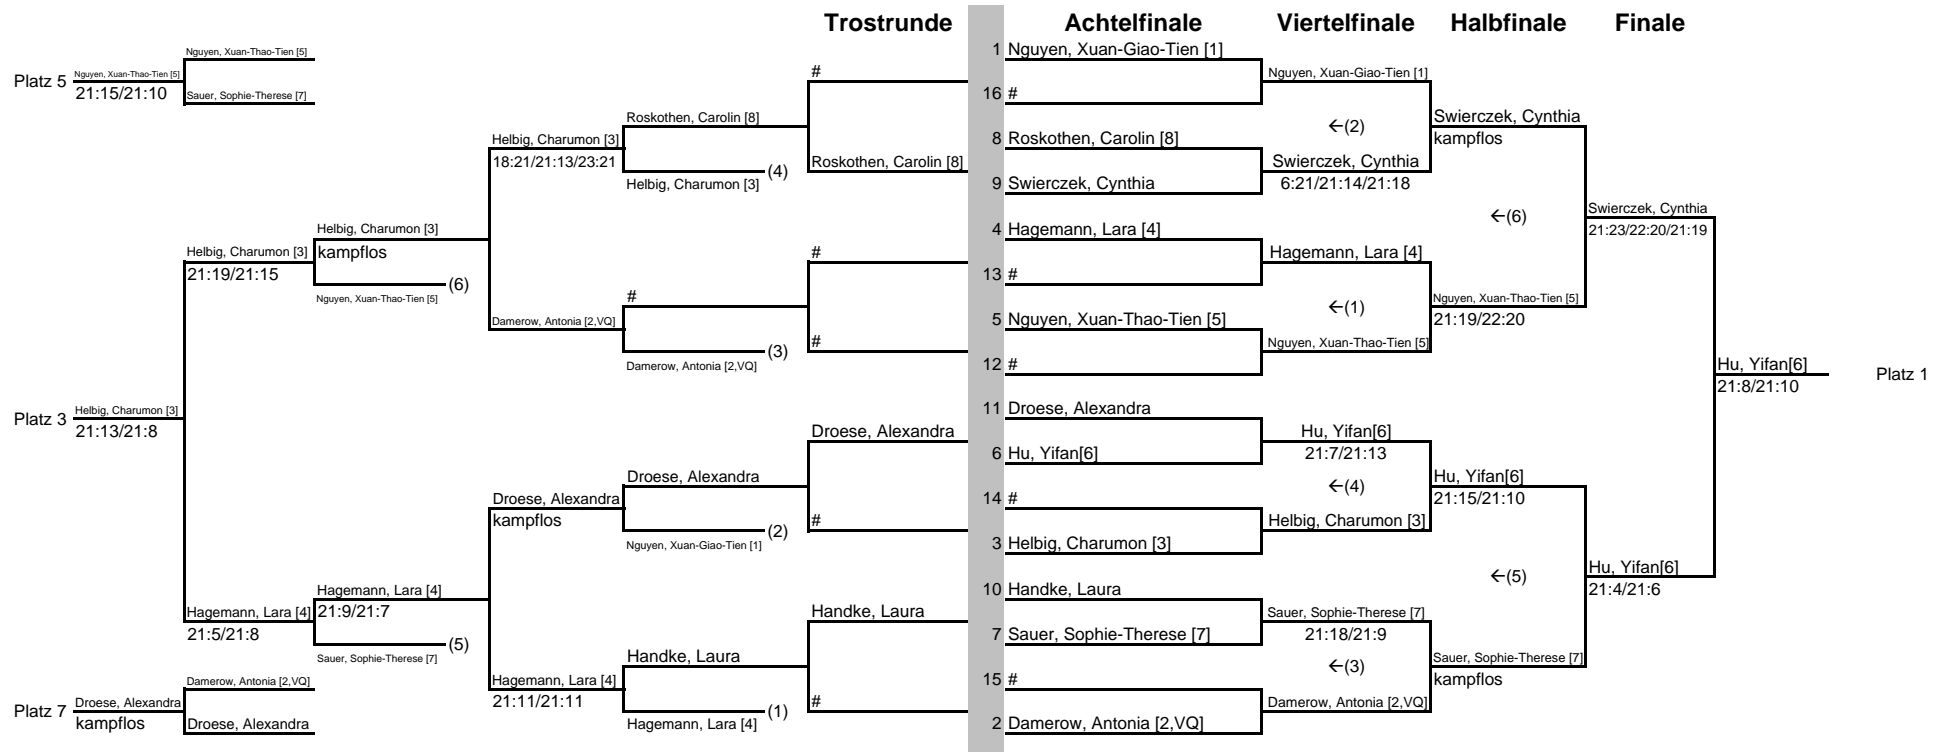 Trostrunde
Achtelfinale
Viertelfinale
Halbfinale
Finale
Nguyen, Xuan-Thao-Tien [5]
Platz 5
Nguyen, Xuan-Thao-Tien [5]
21:15/21:10
Sauer, Sophie-Therese [7]
Helbig, Charumon [3]
kampflos
Helbig, Charumon [3]
21:19/21:15
(6)
Nguyen, Xuan-Thao-Tien [5]
Platz 3
Helbig, Charumon [3]
21:13/21:8
Hagemann, Lara [4]
21:9/21:7
Hagemann, Lara [4]
21:5/21:8
(5)
Sauer, Sophie-Therese [7]
Damerow, Antonia [2,VQ]
Platz 7
Droese, Alexandra
kampflos
Droese, Alexandra
Helbig, Charumon [3]
18:21/21:13/23:21
Damerow, Antonia [2,VQ]
Droese, Alexandra
kampflos
Hagemann, Lara [4]
21:11/21:11
Roskothen, Carolin [8]
(4)
Helbig, Charumon [3]
#
(3)
Damerow, Antonia [2,VQ]
Droese, Alexandra
(2)
Nguyen, Xuan-Giao-Tien [1]
Handke, Laura
(1)
Hagemann, Lara [4]
#
Roskothen, Carolin [8]
#
#
Droese, Alexandra
#
Handke, Laura
#
1 Nguyen, Xuan-Giao-Tien [1]
16 #
8 Roskothen, Carolin [8]
9 Swierczek, Cynthia
4 Hagemann, Lara [4]
13 #
5 Nguyen, Xuan-Thao-Tien [5]
12 #
11 Droese, Alexandra
6 Hu, Yifan[6]
14 #
3 Helbig, Charumon [3]
10 Handke, Laura
7 Sauer, Sophie-Therese [7]
15 #
2 Damerow, Antonia [2,VQ]
Nguyen, Xuan-Giao-Tien [1]
←(2)
Swierczek, Cynthia
6:21/21:14/21:18
Hagemann, Lara [4]
←(1)
Nguyen, Xuan-Thao-Tien [5]
Hu, Yifan[6]
21:7/21:13
←(4)
Helbig, Charumon [3]
Sauer, Sophie-Therese [7]
21:18/21:9
←(3)
Damerow, Antonia [2,VQ]
Swierczek, Cynthia
kampflos
←(6)
Nguyen, Xuan-Thao-Tien [5]
21:19/22:20
Hu, Yifan[6]
21:15/21:10
←(5)
Sauer, Sophie-Therese [7]
kampflos
Swierczek, Cynthia
21:23/22:20/21:19
Hu, Yifan[6]
21:4/21:6
Hu, Yifan[6]
21:8/21:10
Platz 1